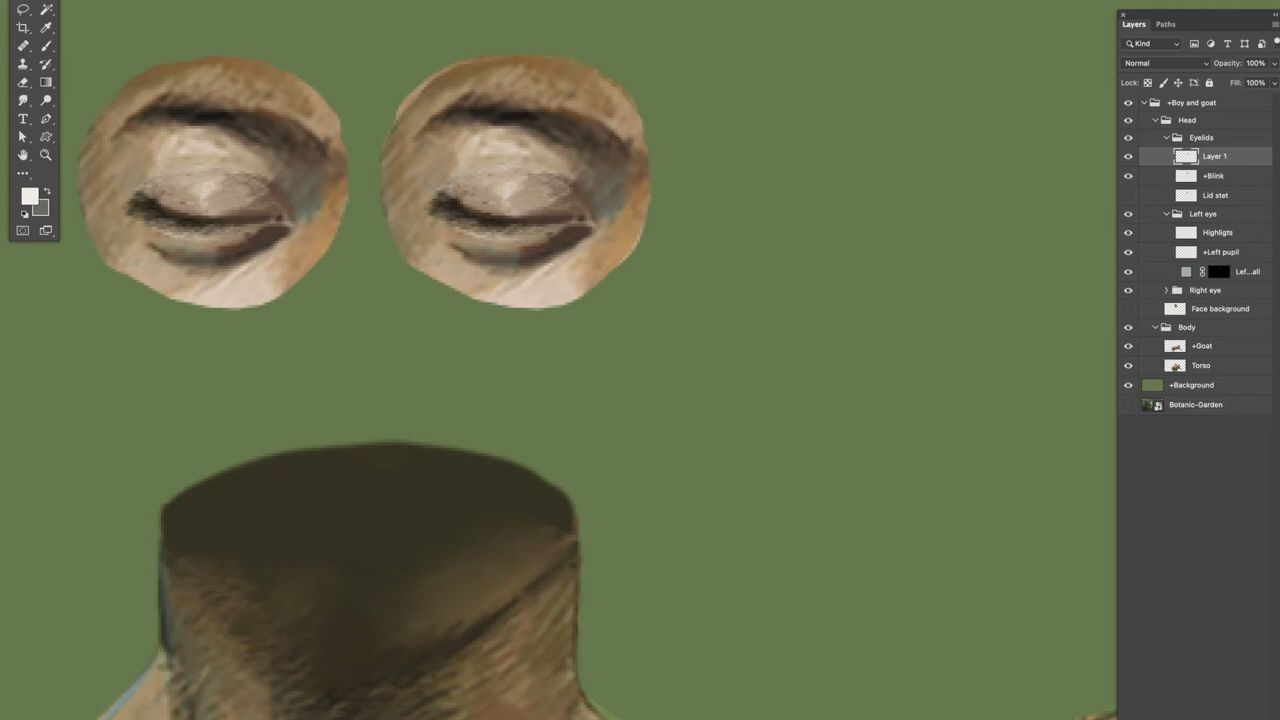 Layers Paths
Kind
Normal Opacity: 100%
Lock: Fill: 100%
+Boy and goat
Head
Eyelids
Layer 1
+Blink
Lid stet
Left eye
Highligts
+Left pupil
Lef...all
Right eye
Face background
Body
+Goat
Torso
+Background
Botanic-Garden